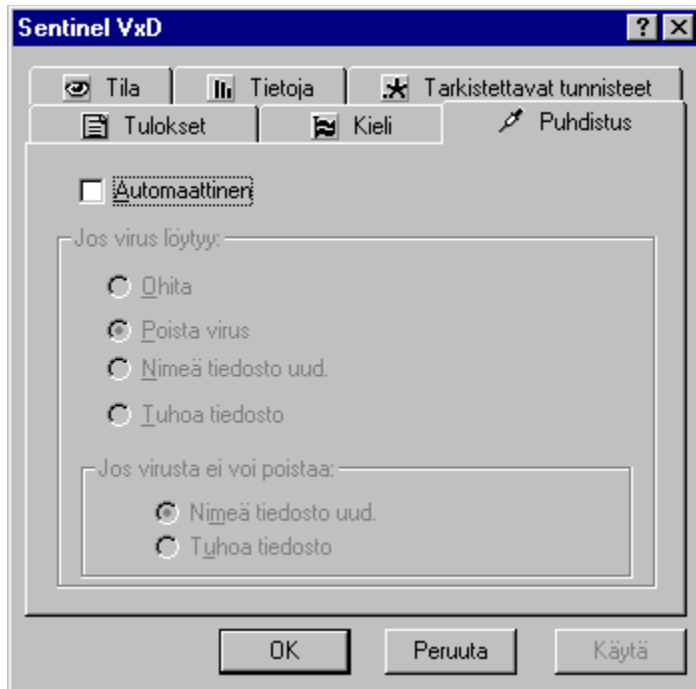 Sentinel VxD
Tila Tietoja Tarkistettavat tunnisteet
Tulokset Kieli Puhdistus
Automaattinen
Jos virus löytyy:
Ohita
Poista virus
Nimeä tiedosto uud.
Tuhoa tiedosto
Jos virusta ei voi poistaa:
Nimeä tiedosto uud.
Tuhoa tiedosto
OK Peruuta Käytä